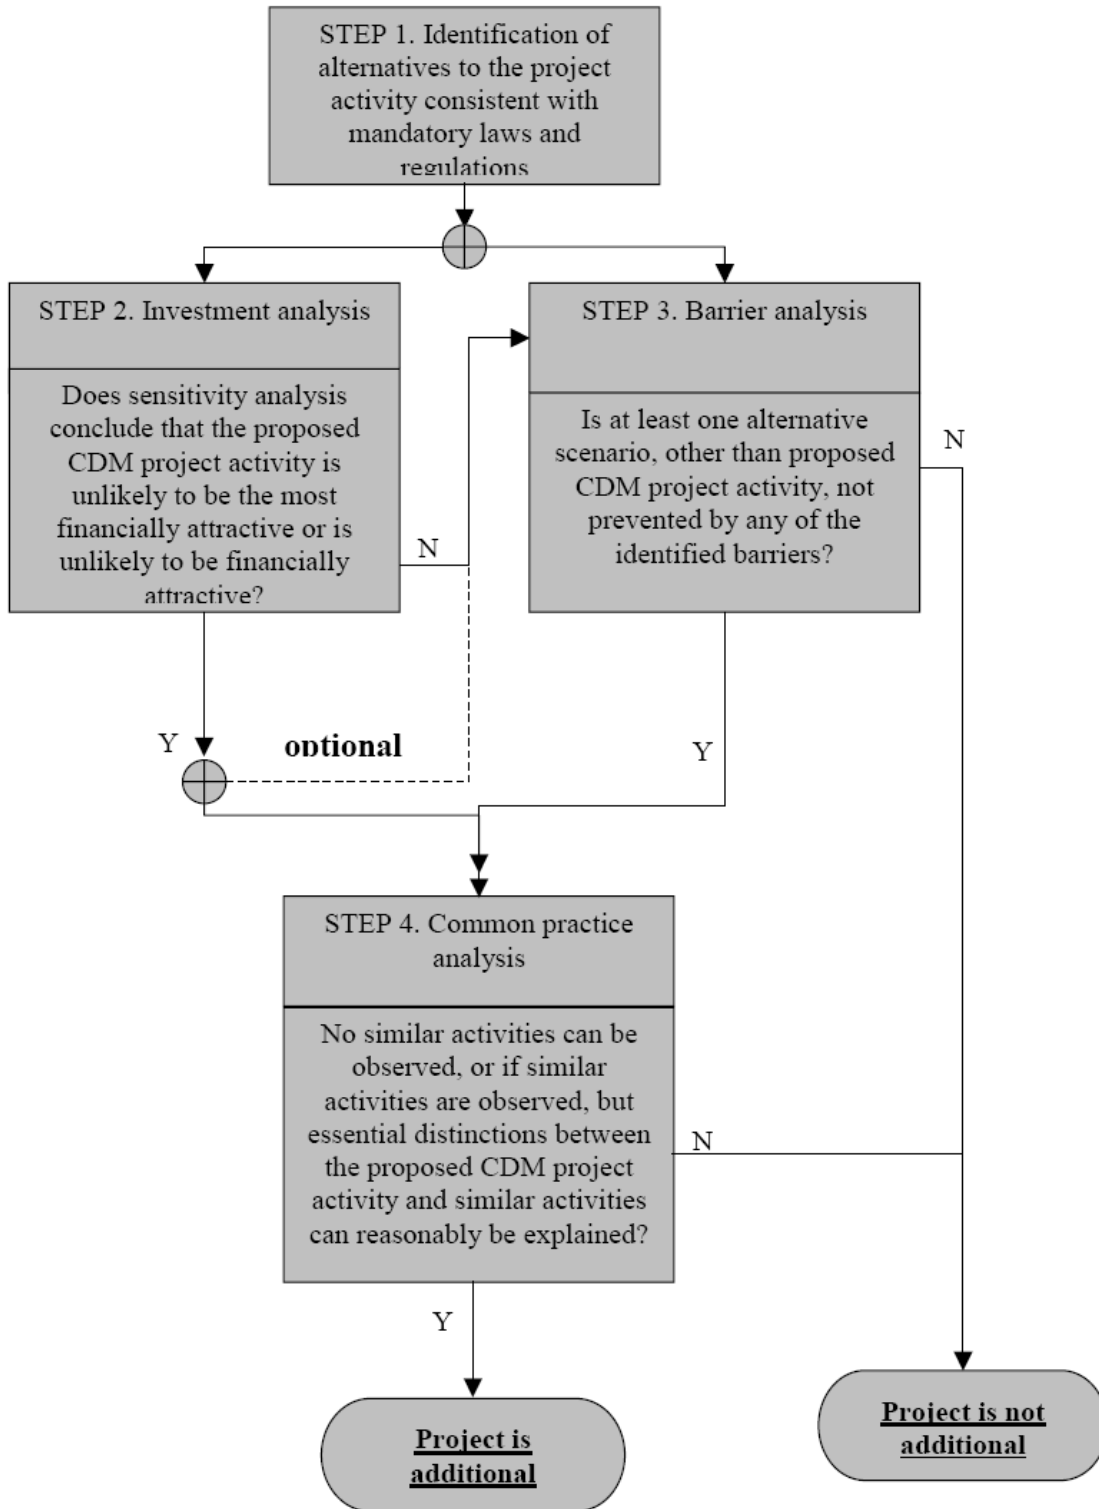 STEP 1. Identification of
alternatives to the project
activity consistent with
mandatory laws and
regulations
STEP 2. Investment analysis
Does sensitivity analysis
conclude that the proposed
CDM project activity is
unlikely to be the most
financially attractive or is
unlikely to be financially
attractive?
N
Y
optional
STEP 3. Barrier analysis
Is at least one alternative
scenario, other than proposed
CDM project activity, not
prevented by any of the
identified barriers?
N
Y
STEP 4. Common practice
analysis
No similar activities can be
observed, or if similar
activities are observed, but
essential distinctions between
the proposed CDM project
activity and similar activities
can reasonably be explained?
N
Y
Project is
additional
Project is not
additional